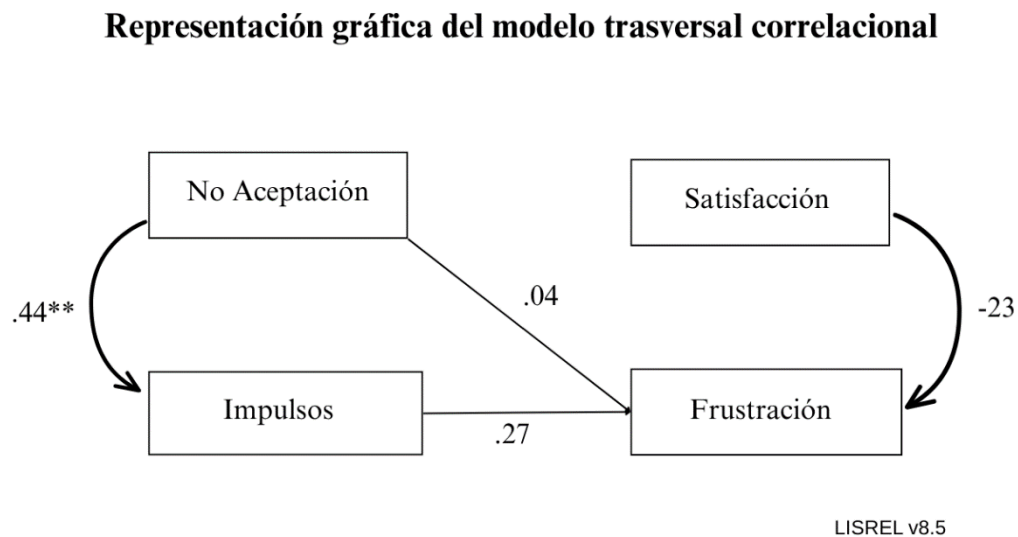 Representación gráfica del modelo trasversal correlacional
No Aceptación
Satisfacción
.44**
.04
-23
Impulsos
.27
Frustración
LISREL v8.5